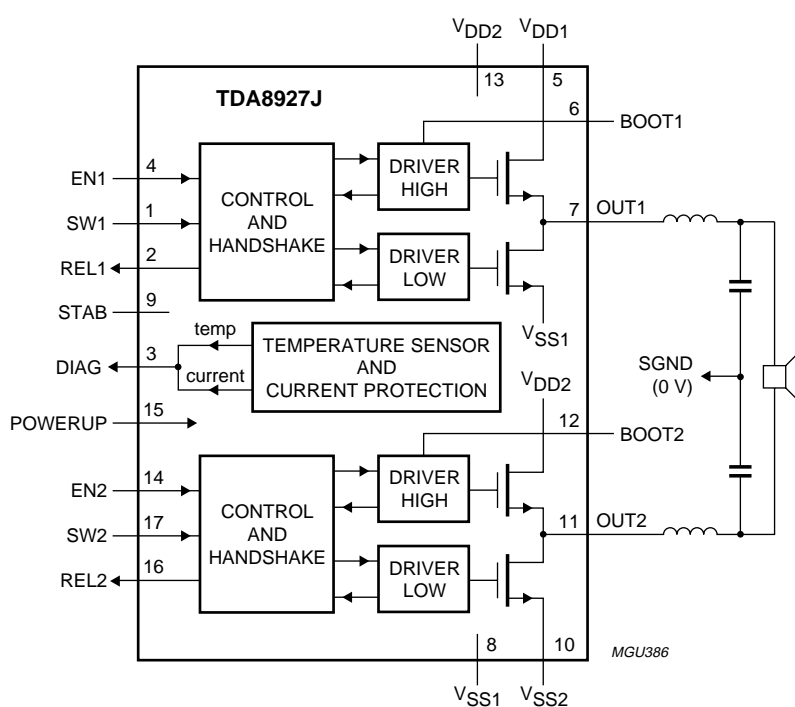 VDD2 VDD1
13 5
TDA8927J
6 BOOT1
EN1 4
CONTROL
AND
HANDSHAKE
DRIVER
HIGH
SW1 1
7 OUT1
REL1 2
DRIVER
LOW
STAB 9
VSS1
temp
DIAG 3
current
TEMPERATURE SENSOR
AND
CURRENT PROTECTION
VDD2
SGND
(0 V)
POWERUP 15
12 BOOT2
EN2 14
CONTROL
AND
HANDSHAKE
DRIVER
HIGH
SW2 17
11 OUT2
REL2 16
DRIVER
LOW
8 10
MGU386
VSS1 VSS2